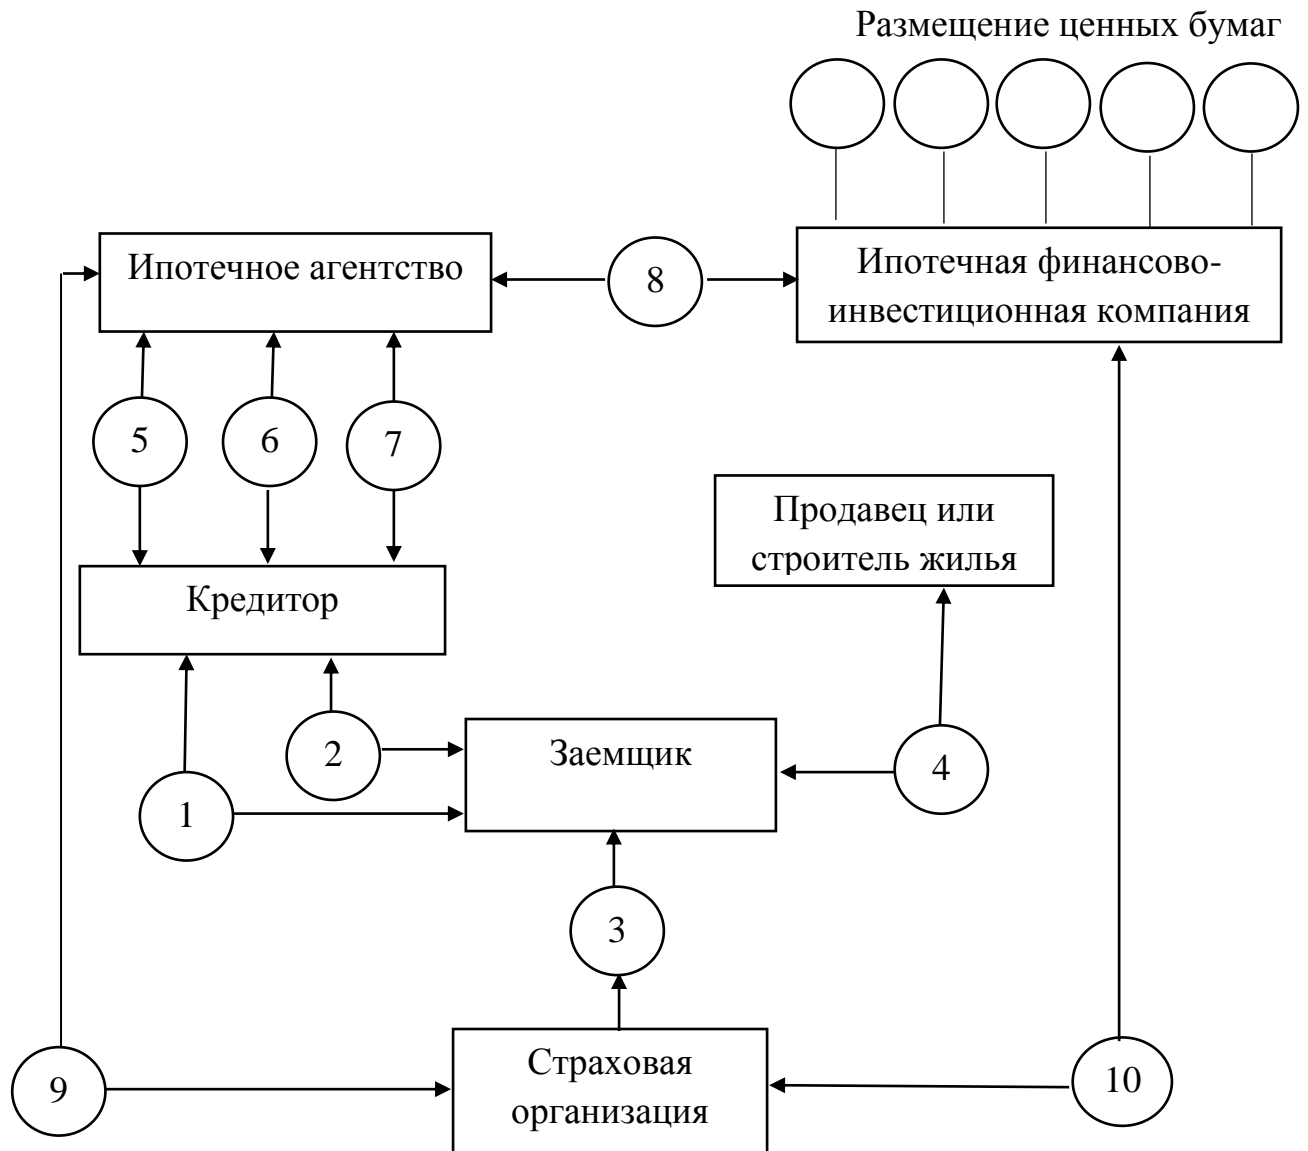 Размещение ценных бумаг
Ипотечное агентство
8
Ипотечная финансово-
инвестиционная компания
5
6
7
Продавец или
строитель жилья
Кредитор
2
Заемщик
4
1
3
Страховая
организация
9
10